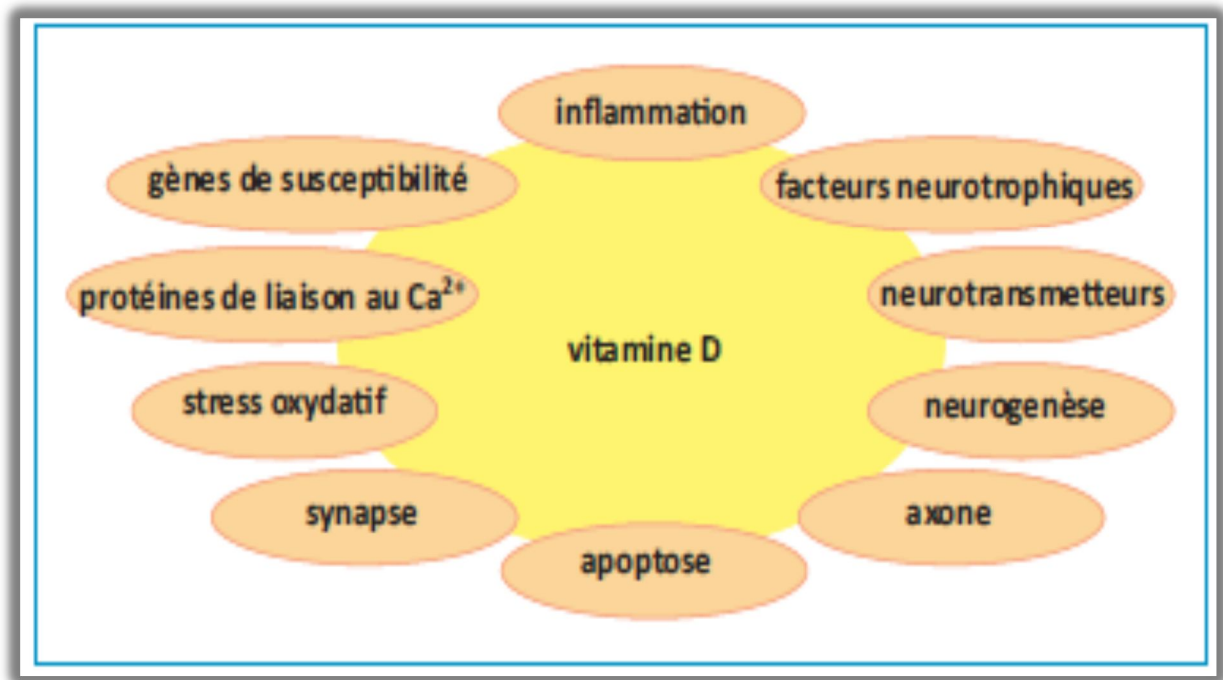 inflammation
gènes de susceptibilité
facteurs neurotrophiques
protéines de liaison au Ca²⁺
neurotransmetteurs
vitamine D
stress oxydatif
neurogenèse
synapse
axone
apoptose